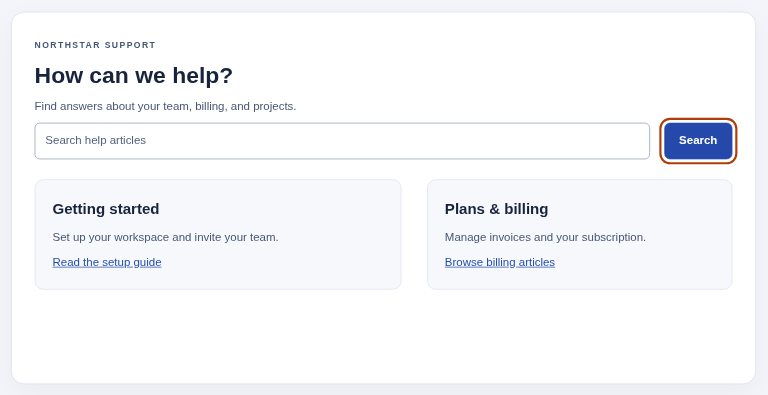 NORTHSTAR SUPPORT
How can we help?
Find answers about your team, billing, and projects.
Search help articles
Search
Getting started
Set up your workspace and invite your team.
Read the setup guide
Plans & billing
Manage invoices and your subscription.
Browse billing articles